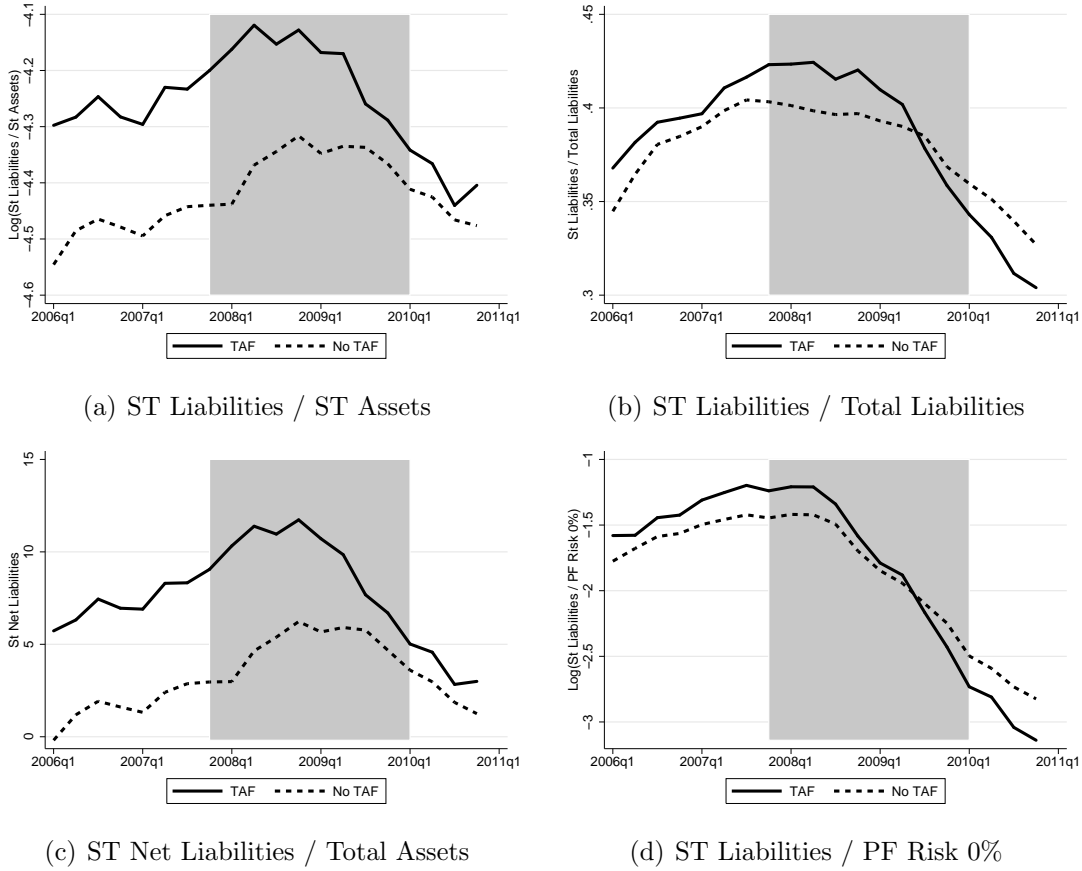 Log(St Liabilities / St Assets)
−4.6 −4.5 −4.4 −4.3 −4.2 −4.1
2006q1 2007q1 2008q1 2009q1 2010q1 2011q1
TAF No TAF
(a) ST Liabilities / ST Assets
St Liabilities / Total Liabilities
.3 .35 .4 .45
2006q1 2007q1 2008q1 2009q1 2010q1 2011q1
TAF No TAF
(b) ST Liabilities / Total Liabilities
St Net Liabilities
0 5 10 15
2006q1 2007q1 2008q1 2009q1 2010q1 2011q1
TAF No TAF
(c) ST Net Liabilities / Total Assets
Log(St Liabilities / PF Risk 0%)
−3 −2.5 −2 −1.5 −1
2006q1 2007q1 2008q1 2009q1 2010q1 2011q1
TAF No TAF
(d) ST Liabilities / PF Risk 0%